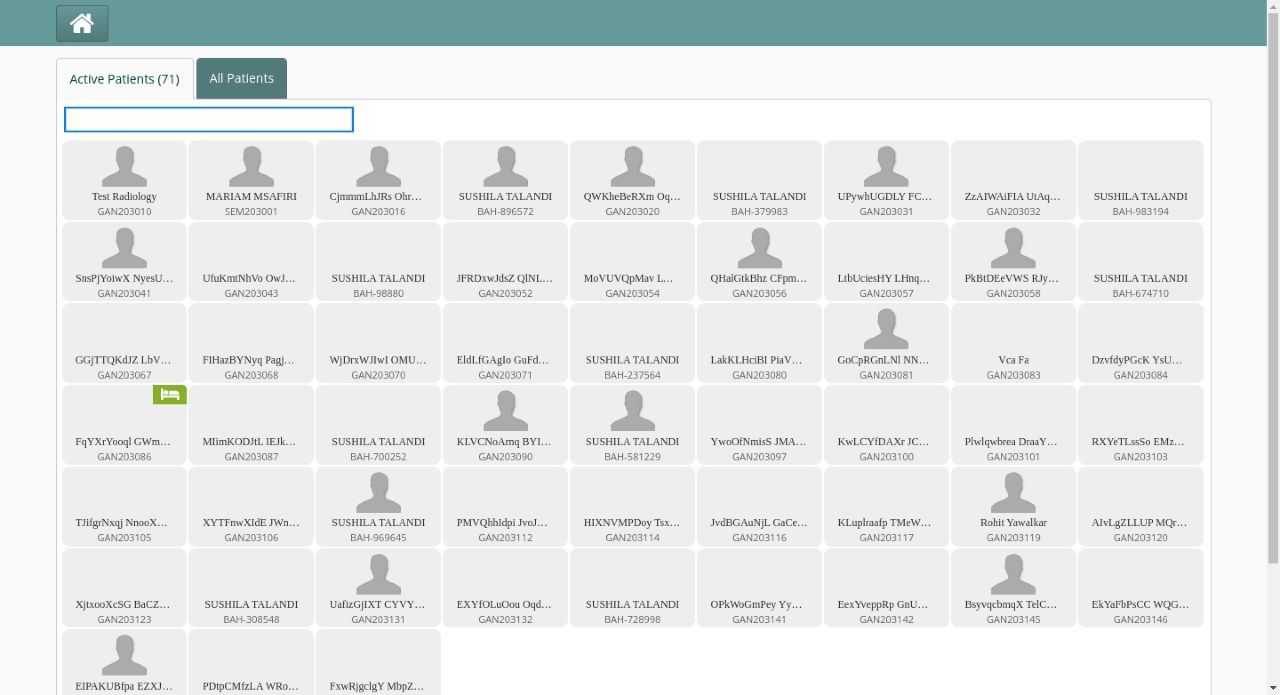 Active Patients (71) All Patients
Test Radiology MARIAM MSAFIRI CjmmmLhJRs Ohr… SUSHILA TALANDI QWKheBeRXm Oq… SUSHILA TALANDI UPywhUGDLY FC… ZzAIWAiFIA UtAq… SUSHILA TALANDI
GAN203010 SEM203001 GAN203016 BAH-896572 GAN203020 BAH-379983 GAN203031 GAN203032 BAH-983194
SnsPjYoiwX NyesU… UfuKmtNhVo OwJ… SUSHILA TALANDI JFRDxwJdsZ QlNL… MoVUVQpMav L… QHalGtkBhz CFpm… LtbUciesHY LHnq… PkBtDEeVWS RJy… SUSHILA TALANDI
GAN203041 GAN203043 BAH-98880 GAN203052 GAN203054 GAN203056 GAN203057 GAN203058 BAH-674710
GGjTTQKdJZ LbV… FIHazBYNyq Pagj… WjDrxWJIwI OMU… EldLfGAgIo GuFd… SUSHILA TALANDI LakKLHciBI PiaV… GoCpRGnLNl NN… Vca Fa DzvfdyPGcK YsU…
GAN203067 GAN203068 GAN203070 GAN203071 BAH-237564 GAN203080 GAN203081 GAN203083 GAN203084
FqYXrYooql GWm… MIimKODJtL IEJk… SUSHILA TALANDI KLVCNoArnq BYI… SUSHILA TALANDI YwoOfNmisS JMA… KwLCYfDAXr JC… Plwlqwbrea DraaY… RXYeTLssSo EMz…
GAN203086 GAN203087 BAH-700252 GAN203090 BAH-581229 GAN203097 GAN203100 GAN203101 GAN203103
TJifgrNxqj NnooX… XYTFnwXIdE JWn… SUSHILA TALANDI PMVQhhIdpi JvoJ… HIXNVMPDoy Tsx… JvdBGAuNjL GaCe… KLuplraafp TMeW… Rohit Yawalkar AIvLgZLLUP MQr…
GAN203105 GAN203106 BAH-969645 GAN203112 GAN203114 GAN203116 GAN203117 GAN203119 GAN203120
XjtxooXcSG BaCZ… SUSHILA TALANDI UafizGjIXT CYVY… EXYfOLuOou Oqd… SUSHILA TALANDI OPkWoGmPey Yy… EexYveppRp GnU… BsyvqcbmqX TelC… EkYaFbPsCC WQG…
GAN203123 BAH-308548 GAN203131 GAN203132 BAH-728998 GAN203141 GAN203142 GAN203145 GAN203146
EIPAKUBfpa EZXJ… PDtpCMfzLA WRo… FxwRjgclgY MbpZ…